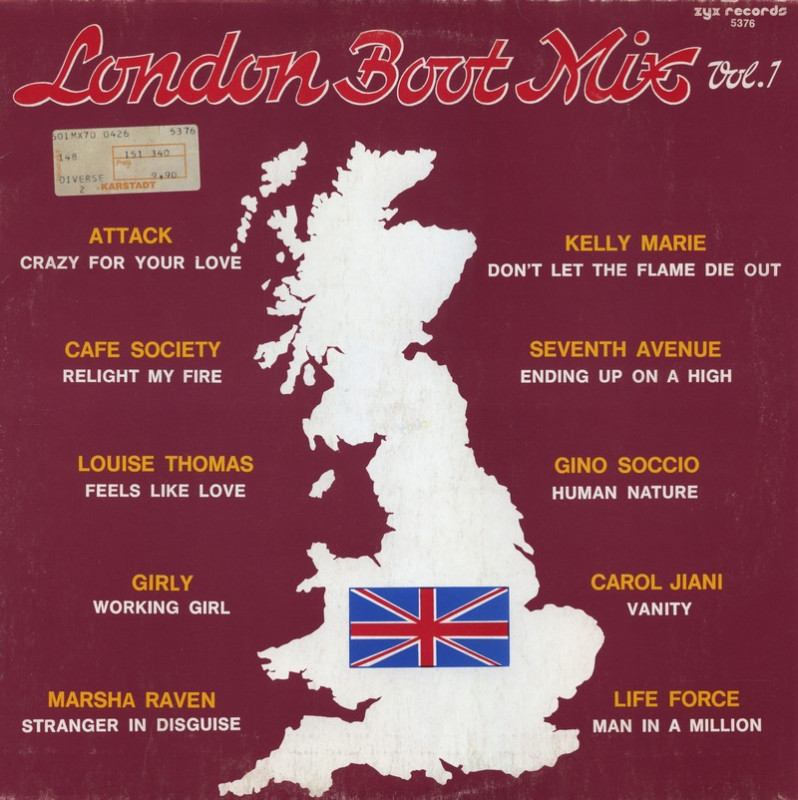 zyx records
5376
London Boot Mix Vol.1
501MX70 0426 5376
148 151 340
Preis
DIVERSE 9.90
2 KARSTADT
ATTACK
CRAZY FOR YOUR LOVE
KELLY MARIE
DON'T LET THE FLAME DIE OUT
CAFE SOCIETY
RELIGHT MY FIRE
SEVENTH AVENUE
ENDING UP ON A HIGH
LOUISE THOMAS
FEELS LIKE LOVE
GINO SOCCIO
HUMAN NATURE
GIRLY
WORKING GIRL
CAROL JIANI
VANITY
MARSHA RAVEN
STRANGER IN DISGUISE
LIFE FORCE
MAN IN A MILLION